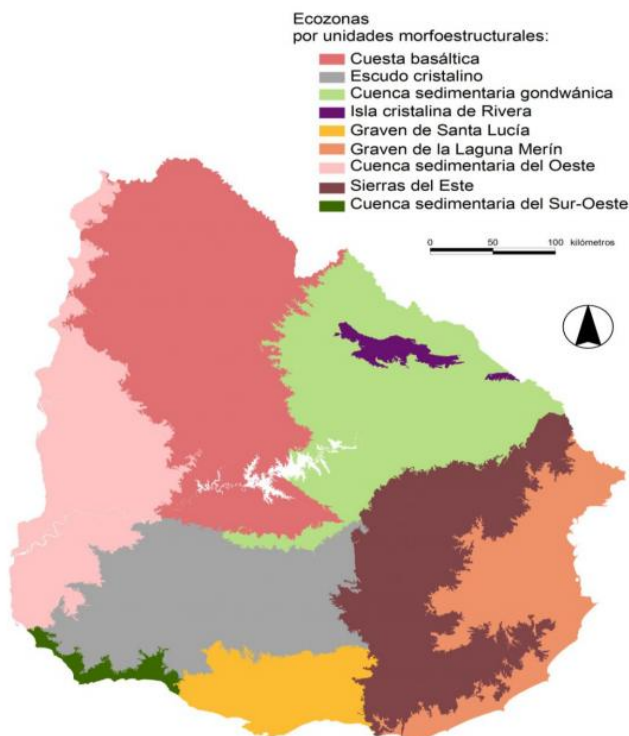 Ecozonas
por unidades morfoestructurales:
Cuesta basáltica
Escudo cristalino
Cuenca sedimentaria gondwánica
Isla cristalina de Rivera
Graven de Santa Lucía
Graven de la Laguna Merín
Cuenca sedimentaria del Oeste
Sierras del Este
Cuenca sedimentaria del Sur-Oeste
0 50 100 kilómetros